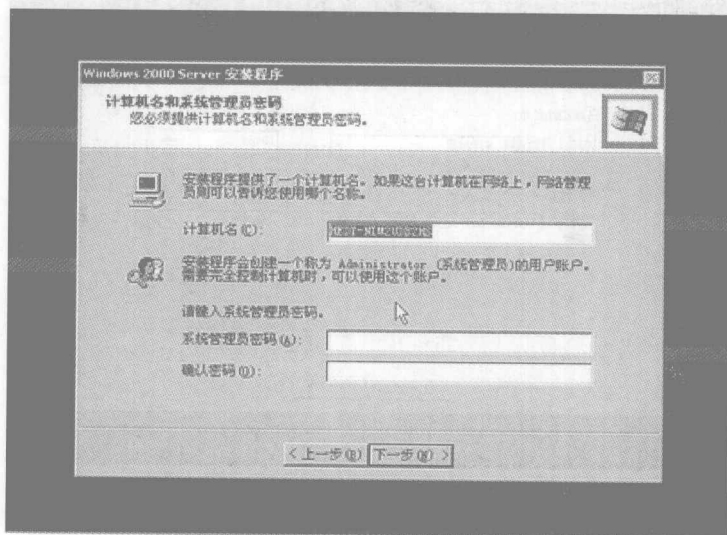 Windows 2000 Server 安装程序
计算机名和系统管理员密码
您必须提供计算机名和系统管理员密码。
安装程序提供了一个计算机名。如果这台计算机在网络上，网络管理
员则可以告诉您使用哪个名称。
计算机名(C):
安装程序会创建一个称为 Administrator (系统管理员)的用户账户。
需要完全控制计算机时，可以使用这个账户。
请键入系统管理员密码。
系统管理员密码(A):
确认密码(O):
<上一步(B) 下一步(N) >